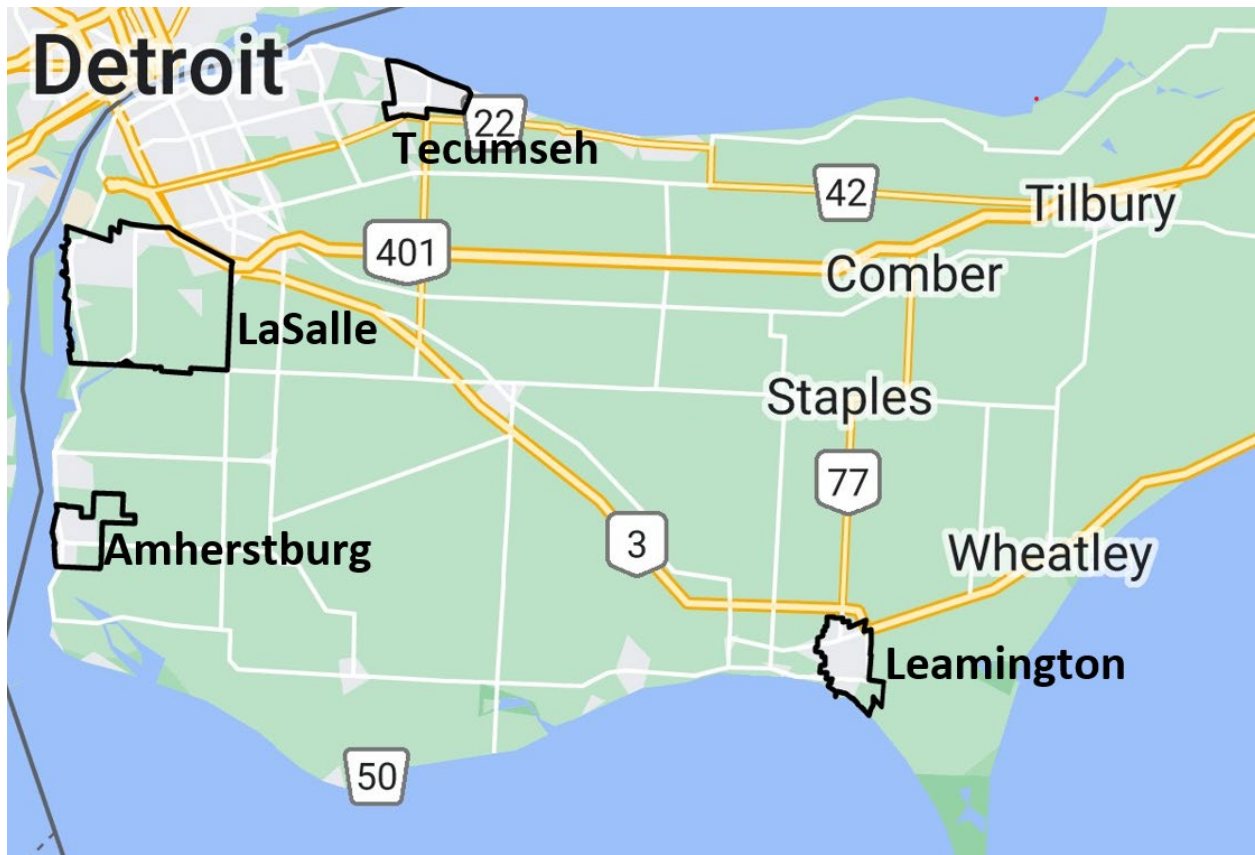 Detroit
22
Tecumseh
42
Tilbury
401
Comber
LaSalle
Staples
77
3
Amherstburg
Wheatley
Leamington
50